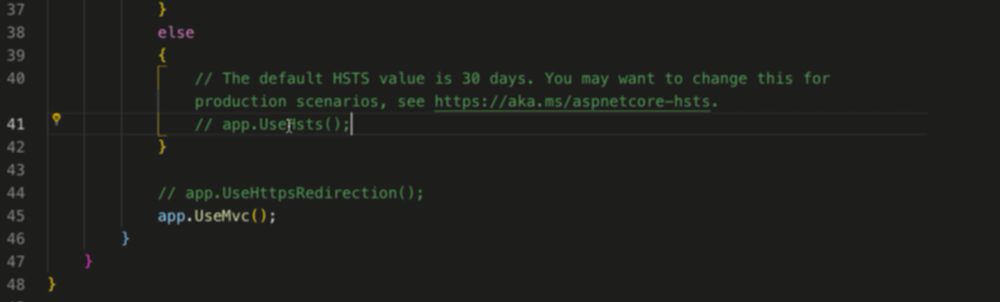 37 }
38 else
39 {
40 // The default HSTS value is 30 days. You may want to change this for
production scenarios, see https://aka.ms/aspnetcore-hsts.
41 // app.UseHsts();
42 }
43
44 // app.UseHttpsRedirection();
45 app.UseMvc();
46 }
47 }
48 }